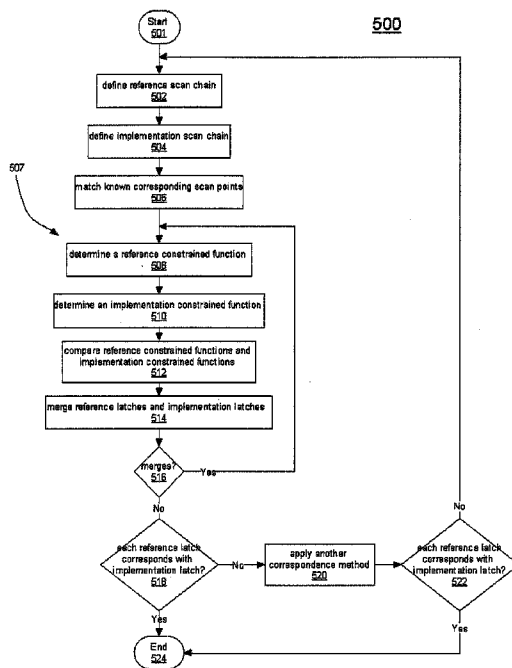 500
Start
501
define reference scan chain
502
define implementation scan chain
504
match known corresponding scan points
506
507
determine a reference constrained function
508
determine an implementation constrained function
510
compare reference constrained functions and
implementation constrained functions
512
merge reference latches and implementation latches
514
merges?
516
Yes
No
each reference latch
corresponds with
implementation latch?
518
No
Yes
apply another
correspondence method
520
No
each reference latch
corresponds with
implementation latch?
522
Yes
End
524